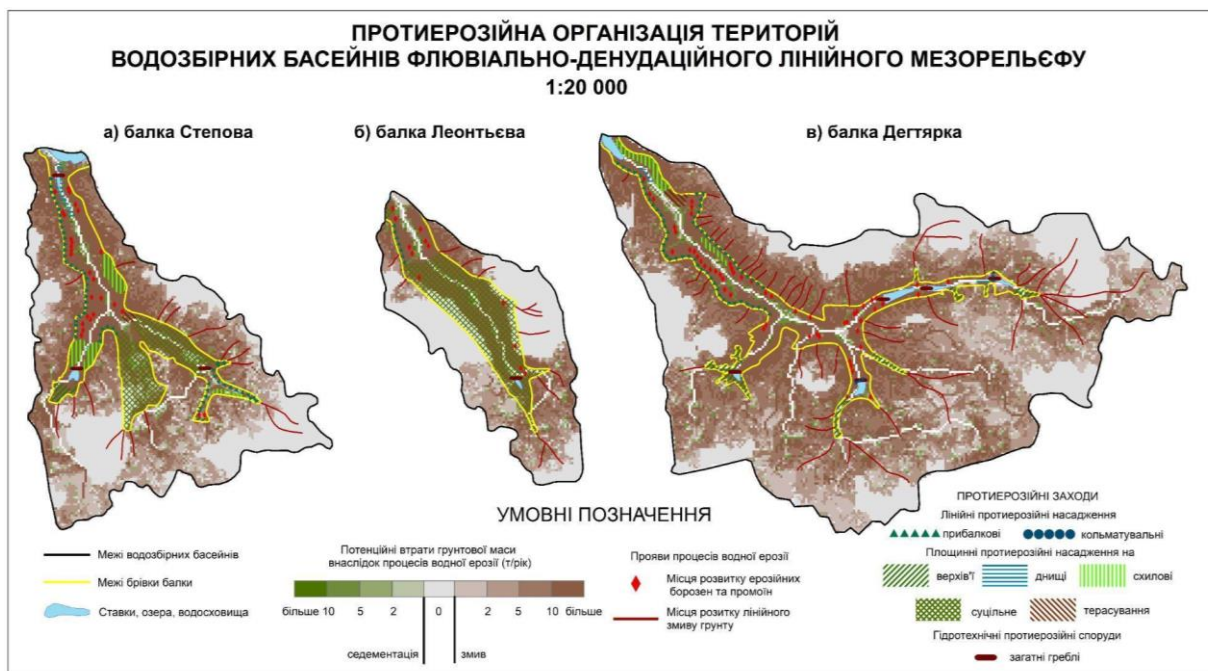 ПРОТИЕРОЗІЙНА ОРГАНІЗАЦІЯ ТЕРИТОРІЙ
ВОДОЗБІРНИХ БАСЕЙНІВ ФЛЮВІАЛЬНО-ДЕНУДАЦІЙНОГО ЛІНІЙНОГО МЕЗОРЕЛЬЄФУ
1:20 000
а) балка Степова
б) балка Леонтьєва
в) балка Дегтярка
УМОВНІ ПОЗНАЧЕННЯ
Межі водозбірних басейнів
Межі брівки балки
Ставки, озера, водосховища
Потенційні втрати грунтової маси
внаслідок процесів водної ерозії (т/рік)
більше 10 5 2 0 2 5 10 більше
седементація змив
Прояви процесів водної ерозії
Місця розвитку ерозійних
борозен та промоїн
Місця розитку лінійного
змиву грунту
ПРОТИЕРОЗІЙНІ ЗАХОДИ
Лінійні протиерозійні насадження
прибалкові кольматувальні
Площинні протиерозійні насадження на
верхів'ї днищі схилові
суцільне терасування
Гідротехнічні протиерозійні споруди
загатні греблі